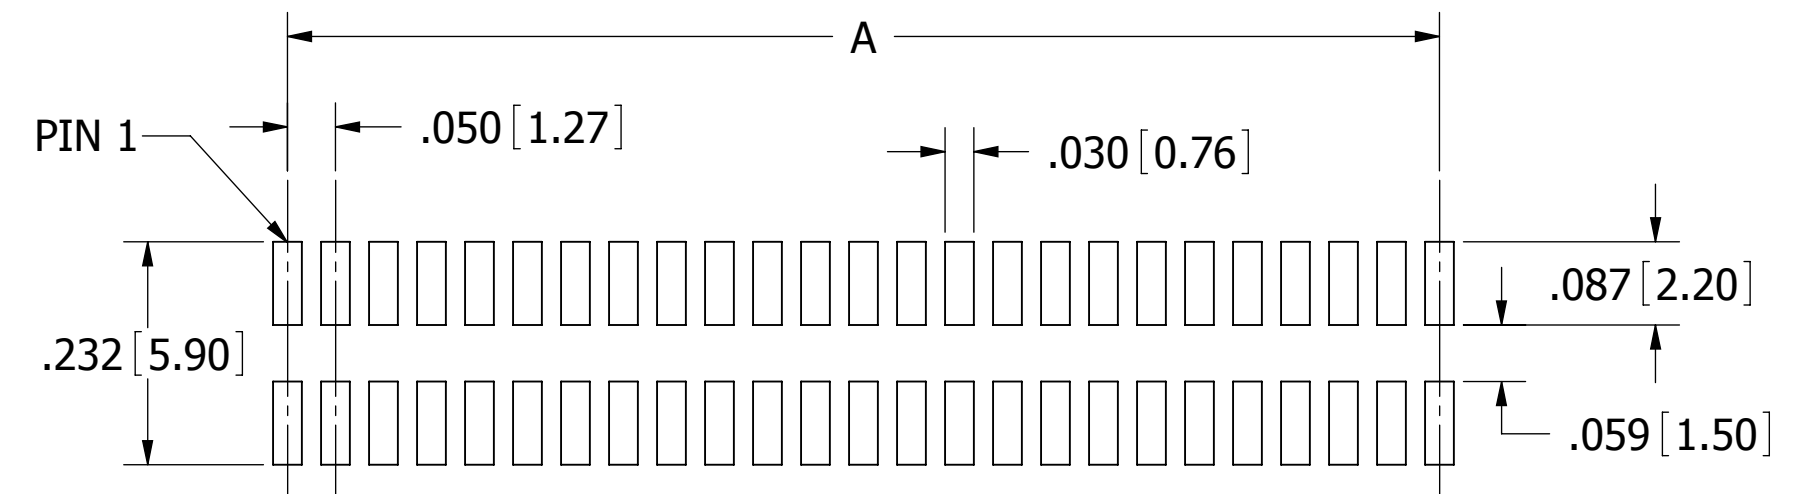 A
PIN 1
.050 [1.27]
.030 [0.76]
.087 [2.20]
.232 [5.90]
.059 [1.50]